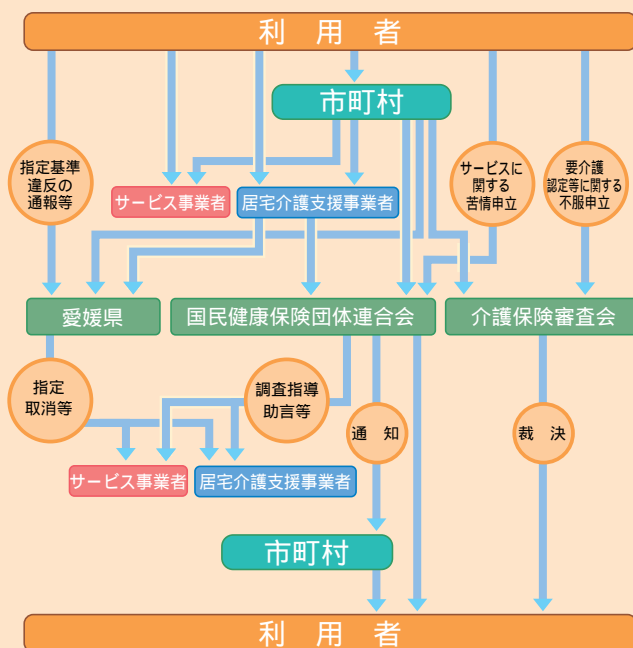 利用者
市町村
指定基準
違反の
通報等
サービスに
関する
苦情申立
要介護
認定等に関する
不服申立
サービス事業者
居宅介護支援事業者
愛媛県
国民健康保険団体連合会
介護保険審査会
指定
取消等
調査指導
助言等
通知
裁決
サービス事業者
居宅介護支援事業者
市町村
利用者